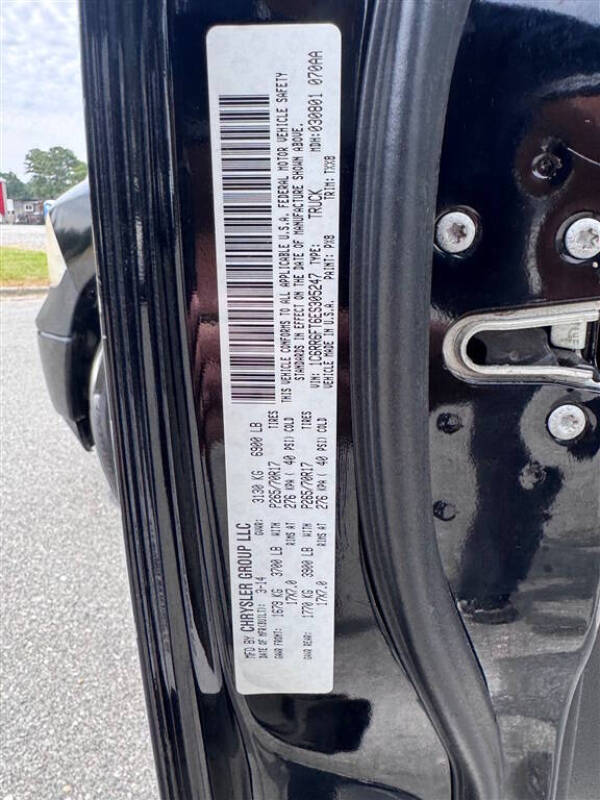 MFD BY CHRYSLER GROUP LLC
DATE OF MFR(BUILT): 3-14 GVWR: 3130 KG 6900 LB
GAWR FRONT: 1679 KG 3700 LB WITH P265/70R17 TIRES
17X7.0 RIMS AT 276 KPA ( 40 PSI) COLD
GAWR REAR: 1770 KG 3900 LB WITH P265/70R17 TIRES
17X7.0 RIMS AT 276 KPA ( 40 PSI) COLD
THIS VEHICLE CONFORMS TO ALL APPLICABLE U.S.A. FEDERAL MOTOR VEHICLE SAFETY
STANDARDS IN EFFECT ON THE DATE OF MANUFACTURE SHOWN ABOVE.
VIN: 1C6RR6FT6ES305247 TYPE: TRUCK MDH:030801 070AA
VEHICLE MADE IN U.S.A. PAINT: PX8 TRIM: TXX8